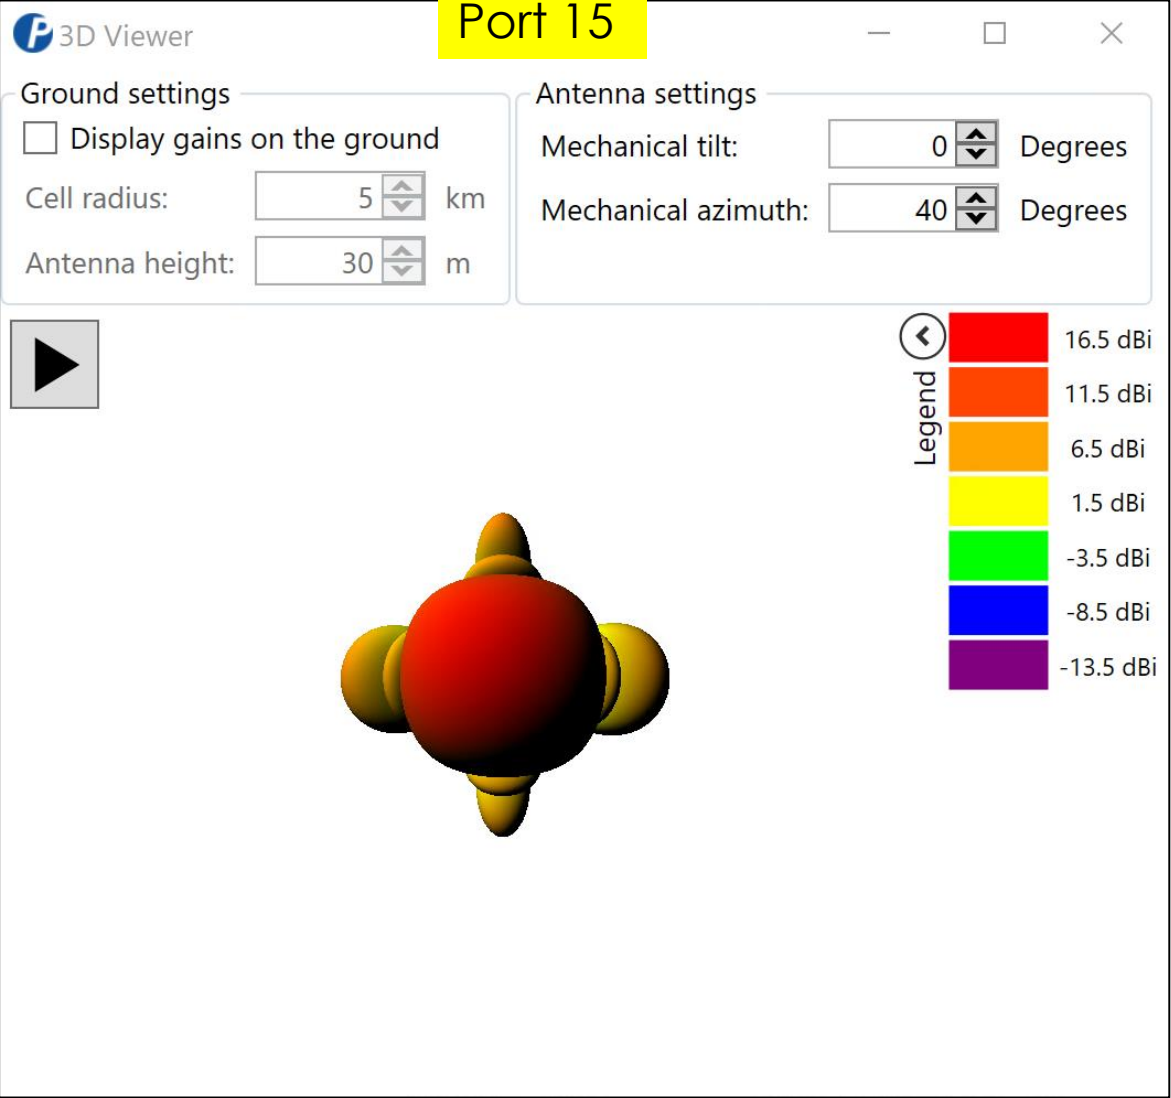 Port 15
3D Viewer
Ground settings
Display gains on the ground
Cell radius: 5 km
Antenna height: 30 m
Antenna settings
Mechanical tilt: 0 Degrees
Mechanical azimuth: 40 Degrees
Legend
16.5 dBi
11.5 dBi
6.5 dBi
1.5 dBi
-3.5 dBi
-8.5 dBi
-13.5 dBi